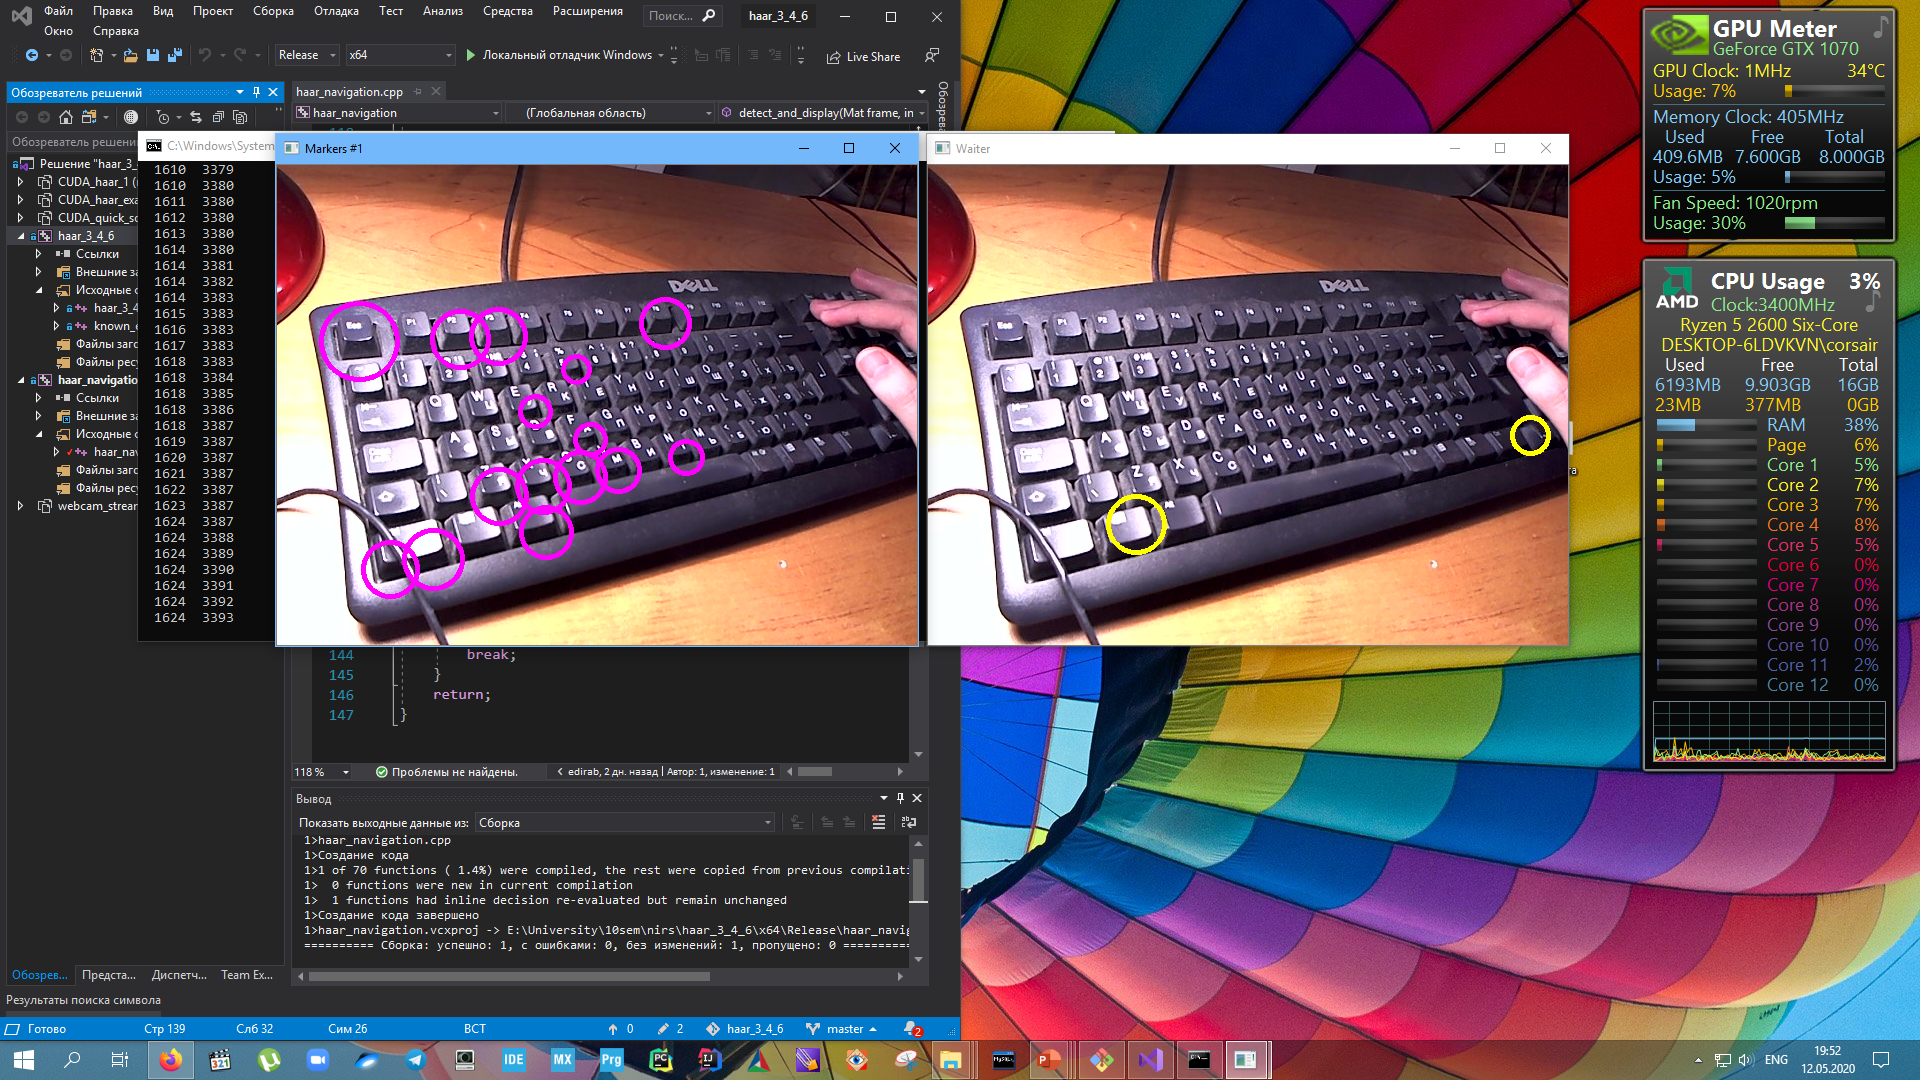 Файл Правка Вид Проект Сборка Отладка Тест Анализ Средства Расширения
Поиск...
haar_3_4_6
Окно Справка
Release x64 Локальный отладчик Windows
Live Share
Обозреватель решений
haar_navigation.cpp
haar_navigation
(Глобальная область)
detect_and_display(Mat frame, in
Решение "haar_3_
CUDA_haar_1 (
CUDA_haar_exa
CUDA_quick_sc
haar_3_4_6
Ссылки
Внешние за
Исходные ф
haar_3_4
known_e
Файлы заго
Файлы ресу
haar_navigatio
Ссылки
Внешние за
Исходные ф
haar_nav
Файлы заго
Файлы ресу
webcam_strear
C:\Windows\System
1610 3379
1610 3380
1611 3380
1612 3380
1613 3380
1614 3380
1614 3381
1614 3382
1614 3383
1615 3383
1616 3383
1617 3383
1618 3383
1618 3384
1618 3385
1618 3386
1618 3387
1619 3387
1620 3387
1621 3387
1622 3387
1623 3387
1624 3387
1624 3388
1624 3389
1624 3390
1624 3391
1624 3392
1624 3393
Markers #1
DELL
Waiter
DELL
144 break;
145 }
146 return;
147 }
118 % Проблемы не найдены. edirab, 2 дн. назад | Автор: 1, изменение: 1
Вывод
Показать выходные данные из: Сборка
1>haar_navigation.cpp
1>Создание кода
1>1 of 70 functions ( 1.4%) were compiled, the rest were copied from previous compilati
1> 0 functions were new in current compilation
1> 1 functions had inline decision re-evaluated but remain unchanged
1>Создание кода завершено
1>haar_navigation.vcxproj -> E:\University\10sem\nirs\haar_3_4_6\x64\Release\haar_navig
========== Сборка: успешно: 1, с ошибками: 0, без изменений: 1, пропущено: 0 ==========
Обозрев... Предста... Диспетч... Team Ex...
Результаты поиска символа
Готово Стр 139 Слб 32 Сим 26 ВСТ 0 2 haar_3_4_6 master 2
GPU Meter
GeForce GTX 1070
GPU Clock: 1MHz 34°C
Usage: 7%
Memory Clock: 405MHz
Used Free Total
409.6MB 7.600GB 8.000GB
Usage: 5%
Fan Speed: 1020rpm
Usage: 30%
AMD
CPU Usage 3%
Clock:3400MHz
Ryzen 5 2600 Six-Core
DESKTOP-6LDVKVN\corsair
Used Free Total
6193MB 9.903GB 16GB
23MB 377MB 0GB
RAM 38%
Page 6%
Core 1 5%
Core 2 7%
Core 3 7%
Core 4 8%
Core 5 5%
Core 6 0%
Core 7 0%
Core 8 0%
Core 9 0%
Core 10 0%
Core 11 2%
Core 12 0%
321 IDE MX Prg PC IJ MySQL P
ENG
19:52
12.05.2020